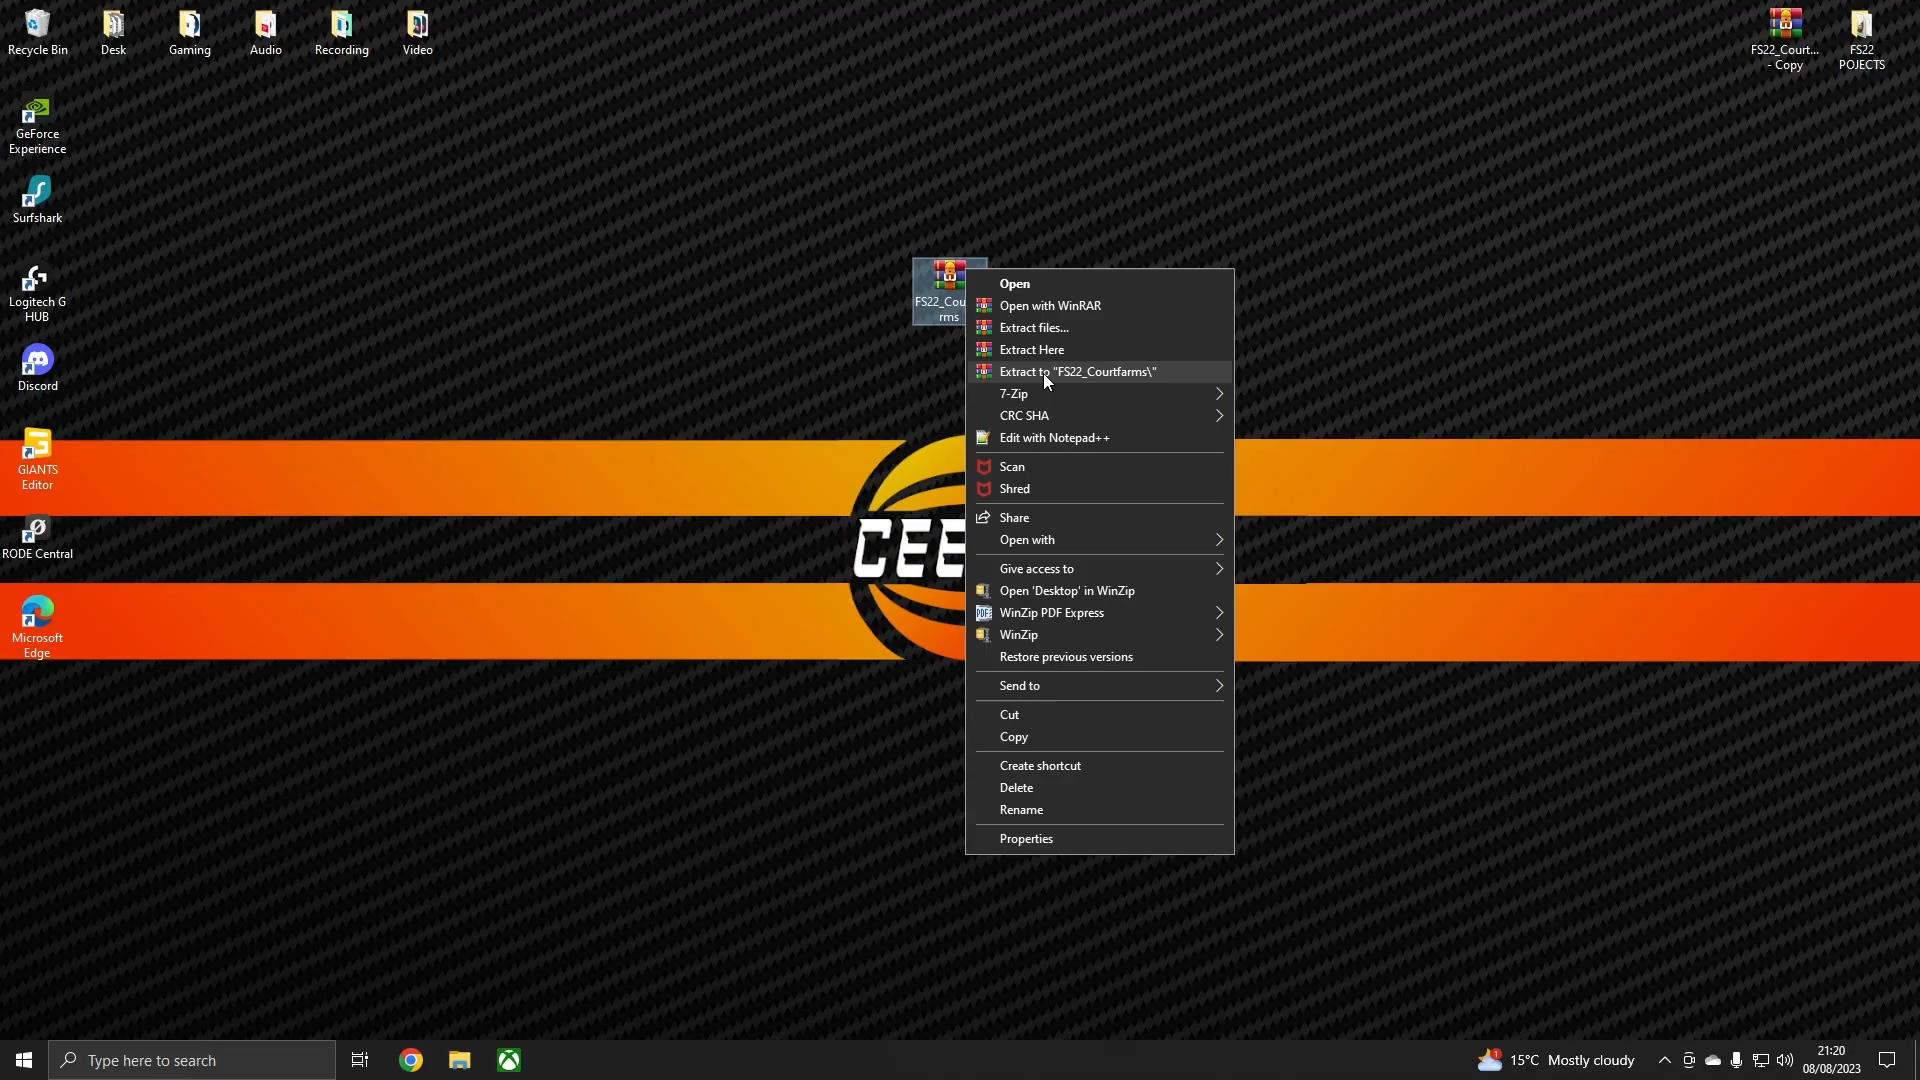 Recycle Bin
Desk
Gaming
Audio
Recording
Video
FS22_Court...
- Copy
FS22
POJECTS
GeForce
Experience
Surfshark
Logitech G
HUB
Discord
GIANTS
Editor
RODE Central
Microsoft
Edge
FS22_Cou
rms
CEE
Open
Open with WinRAR
Extract files...
Extract Here
Extract to "FS22_Courtfarms\"
7-Zip
CRC SHA
Edit with Notepad++
Scan
Shred
Share
Open with
Give access to
Open 'Desktop' in WinZip
PDF
WinZip PDF Express
WinZip
Restore previous versions
Send to
Cut
Copy
Create shortcut
Delete
Rename
Properties
Type here to search
1
15°C Mostly cloudy
21:20
08/08/2023